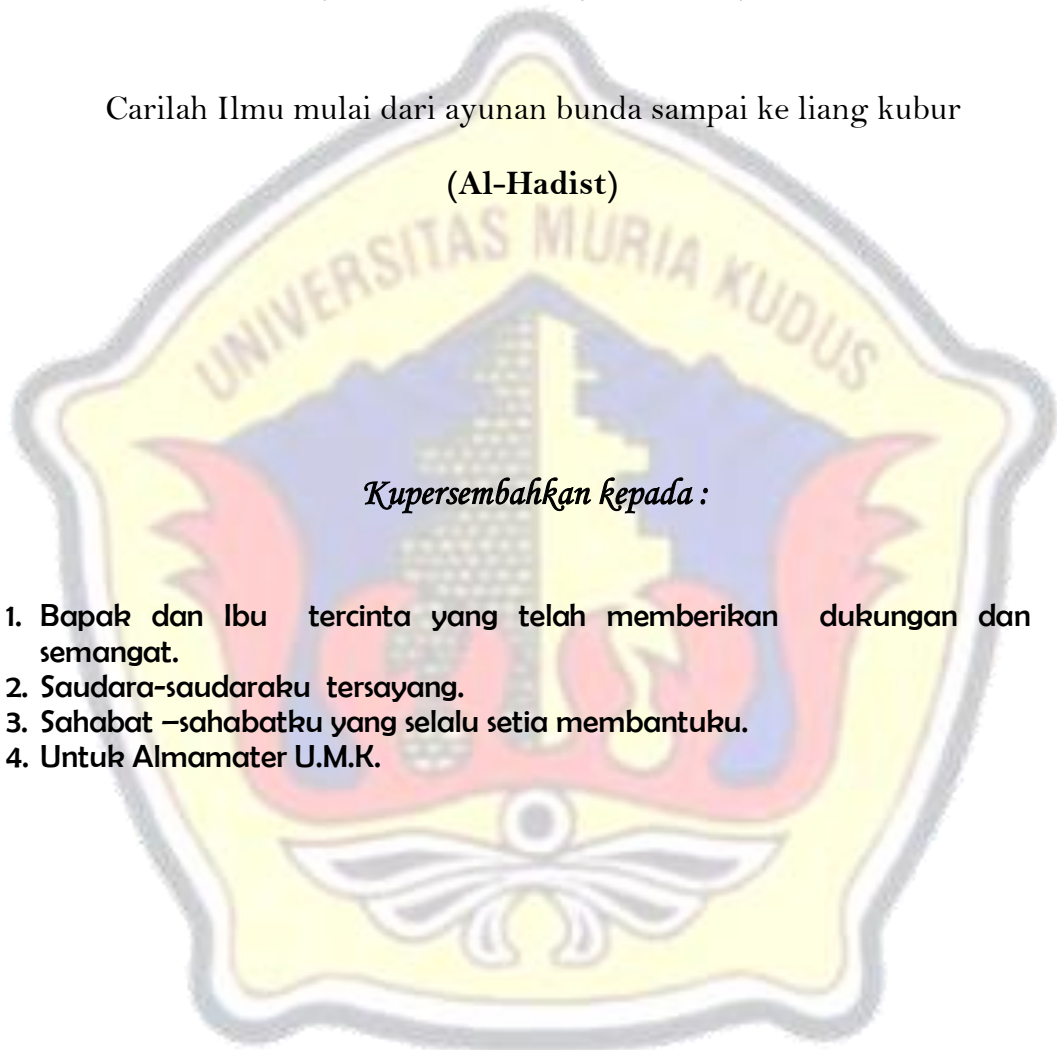 Carilah Ilmu mulai dari ayunan bunda sampai ke liang kubur
(Al-Hadist)
UNIVERSITAS MURIA KUDUS
Kupersembahkan kepada :
1. Bapak dan Ibu tercinta yang telah memberikan dukungan dan
semangat.
2. Saudara-saudaraku tersayang.
3. Sahabat –sahabatku yang selalu setia membantuku.
4. Untuk Almamater U.M.K.